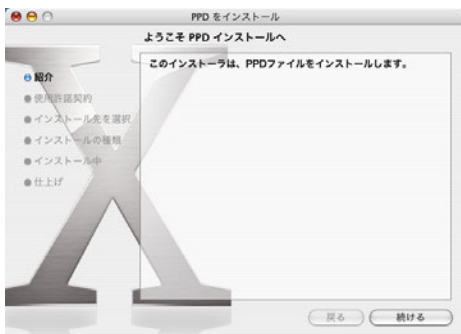 PPD をインストール
ようこそ PPD インストールへ
このインストーラは、PPDファイルをインストールします。
紹介
使用許諾契約
インストール先を選択
インストールの種類
インストール中
仕上げ
戻る
続ける